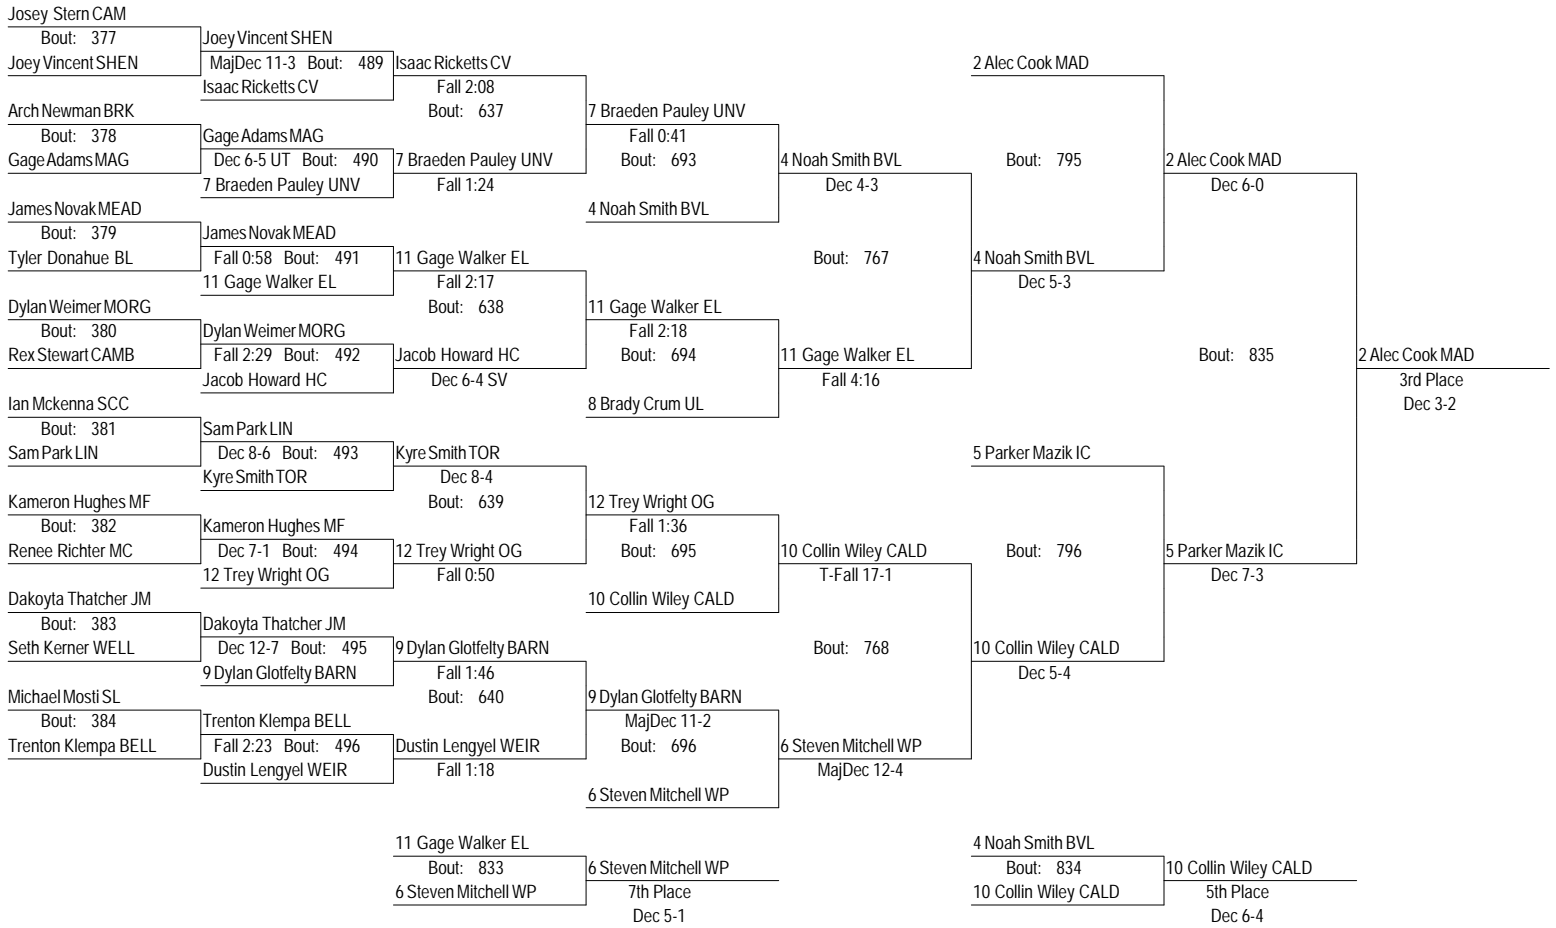 Josey Stern CAM
Bout: 377
Joey Vincent SHEN
Arch Newman BRK
Bout: 378
Gage Adams MAG
James Novak MEAD
Bout: 379
Tyler Donahue BL
Dylan Weimer MORG
Bout: 380
Rex Stewart CAMB
Ian Mckenna SCC
Bout: 381
Sam Park LIN
Kameron Hughes MF
Bout: 382
Renee Richter MC
Dakoyta Thatcher JM
Bout: 383
Seth Kerner WELL
Michael Mosti SL
Bout: 384
Trenton Klempa BELL
Joey Vincent SHEN
MajDec 11-3 Bout: 489
Isaac Ricketts CV
Gage Adams MAG
Dec 6-5 UT Bout: 490
7 Braeden Pauley UNV
James Novak MEAD
Fall 0:58 Bout: 491
11 Gage Walker EL
Dylan Weimer MORG
Fall 2:29 Bout: 492
Jacob Howard HC
Sam Park LIN
Dec 8-6 Bout: 493
Kyre Smith TOR
Kameron Hughes MF
Dec 7-1 Bout: 494
12 Trey Wright OG
Dakoyta Thatcher JM
Dec 12-7 Bout: 495
9 Dylan Glotfelty BARN
Trenton Klempa BELL
Fall 2:23 Bout: 496
Dustin Lengyel WEIR
Isaac Ricketts CV
Fall 2:08
Bout: 637
7 Braeden Pauley UNV
Fall 1:24
11 Gage Walker EL
Fall 2:17
Bout: 638
Jacob Howard HC
Dec 6-4 SV
Kyre Smith TOR
Dec 8-4
Bout: 639
12 Trey Wright OG
Fall 0:50
9 Dylan Glotfelty BARN
Fall 1:46
Bout: 640
Dustin Lengyel WEIR
Fall 1:18
7 Braeden Pauley UNV
Fall 0:41
Bout: 693
4 Noah Smith BVL
11 Gage Walker EL
Fall 2:18
Bout: 694
8 Brady Crum UL
12 Trey Wright OG
Fall 1:36
Bout: 695
10 Collin Wiley CALD
9 Dylan Glotfelty BARN
MajDec 11-2
Bout: 696
6 Steven Mitchell WP
4 Noah Smith BVL
Dec 4-3
Bout: 767
11 Gage Walker EL
Fall 4:16
10 Collin Wiley CALD
T-Fall 17-1
Bout: 768
6 Steven Mitchell WP
MajDec 12-4
2 Alec Cook MAD
Bout: 795
4 Noah Smith BVL
Dec 5-3
5 Parker Mazik IC
Bout: 796
10 Collin Wiley CALD
Dec 5-4
2 Alec Cook MAD
Dec 6-0
Bout: 835
5 Parker Mazik IC
Dec 7-3
2 Alec Cook MAD
3rd Place
Dec 3-2
11 Gage Walker EL
Bout: 833
6 Steven Mitchell WP
6 Steven Mitchell WP
7th Place
Dec 5-1
4 Noah Smith BVL
Bout: 834
10 Collin Wiley CALD
10 Collin Wiley CALD
5th Place
Dec 6-4